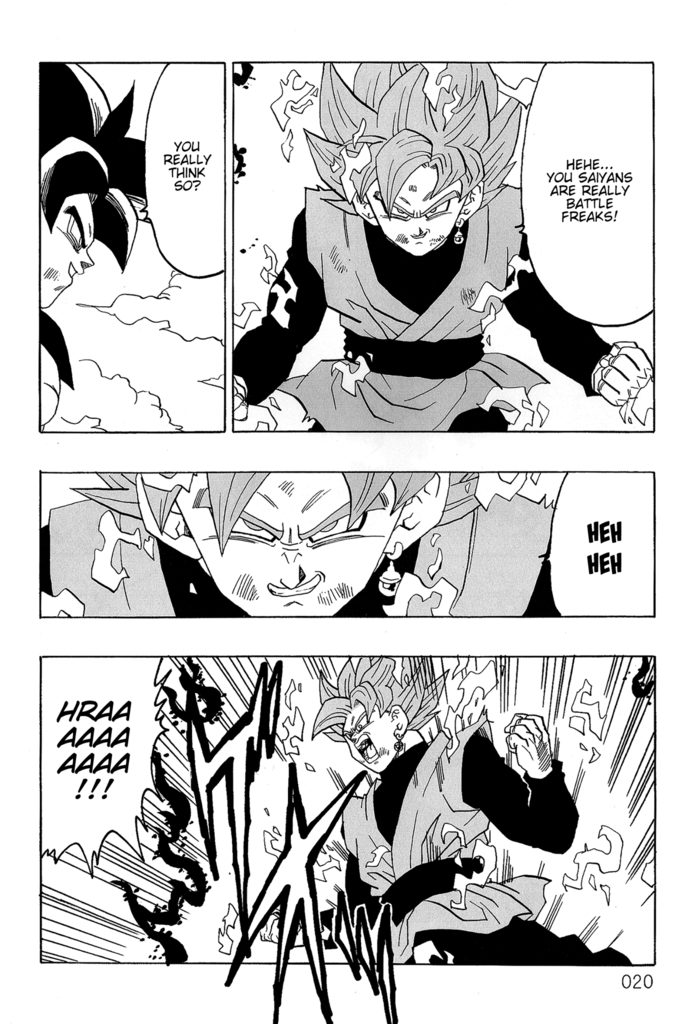 HEHE...
YOU SAIYANS
ARE REALLY
BATTLE
FREAKS!
YOU
REALLY
THINK
SO?
HEH
HEH
HRAA
AAAA
AAAA
!!!
020